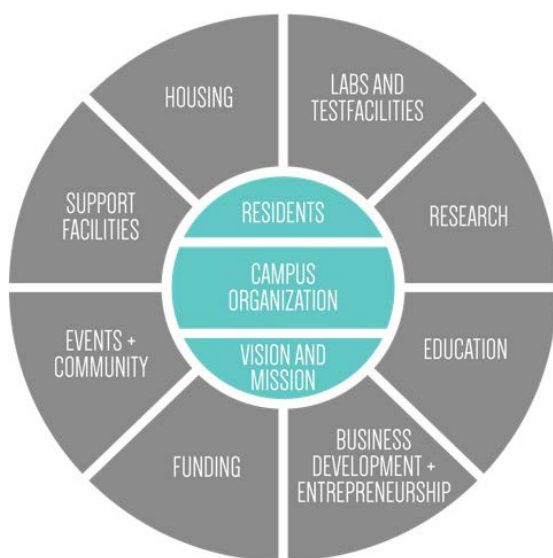 HOUSING
LABS AND
TESTFACILITIES
SUPPORT
FACILITIES
RESIDENTS
RESEARCH
CAMPUS
ORGANIZATION
EVENTS +
COMMUNITY
VISION AND
MISSION
EDUCATION
FUNDING
BUSINESS
DEVELOPMENT +
ENTREPRENEURSHIP